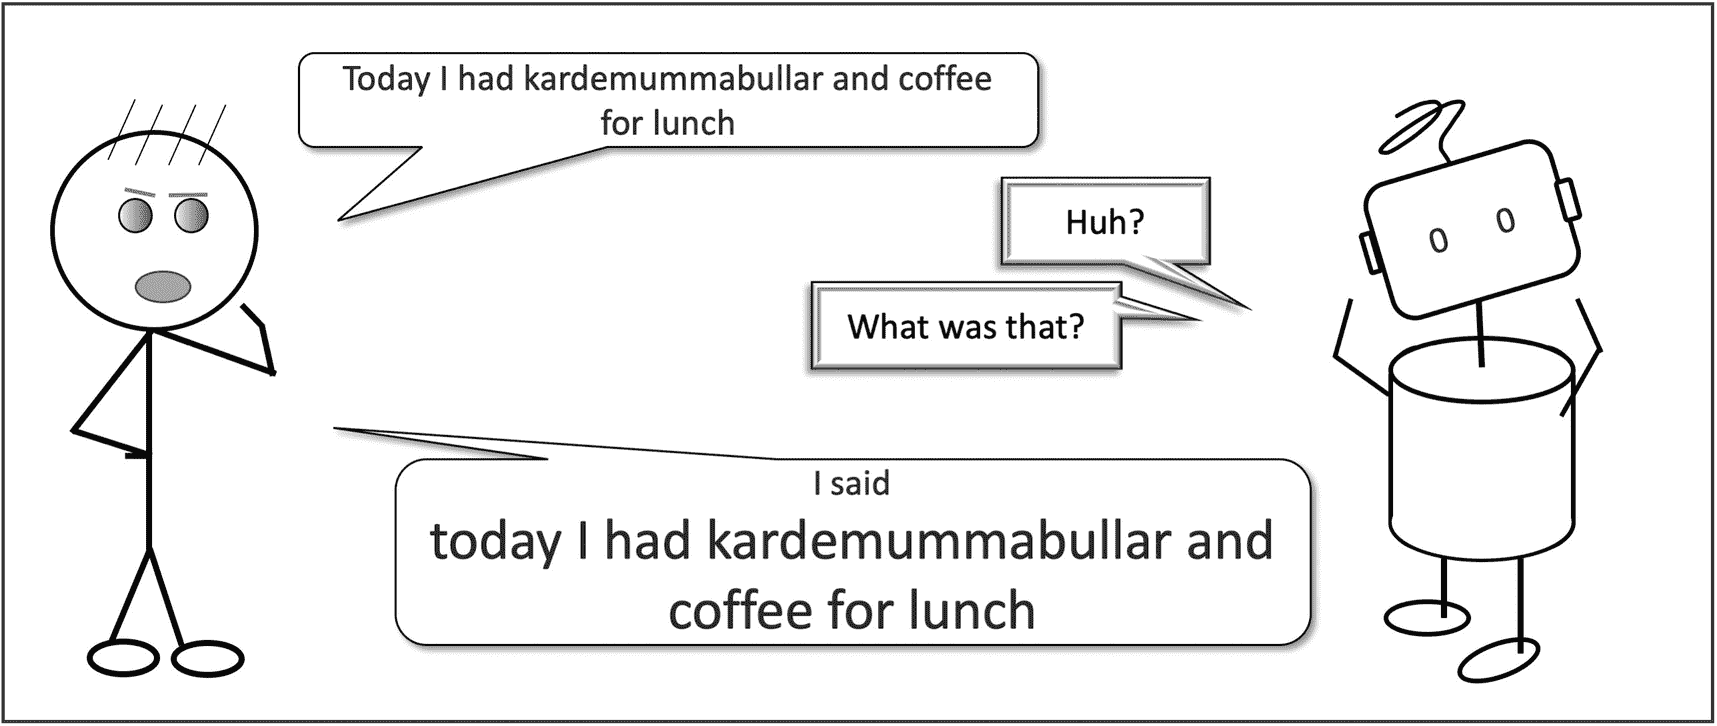 Today I had kardemummabullar and coffee
for lunch
Huh?
What was that?
I said
today I had kardemummabullar and
coffee for lunch